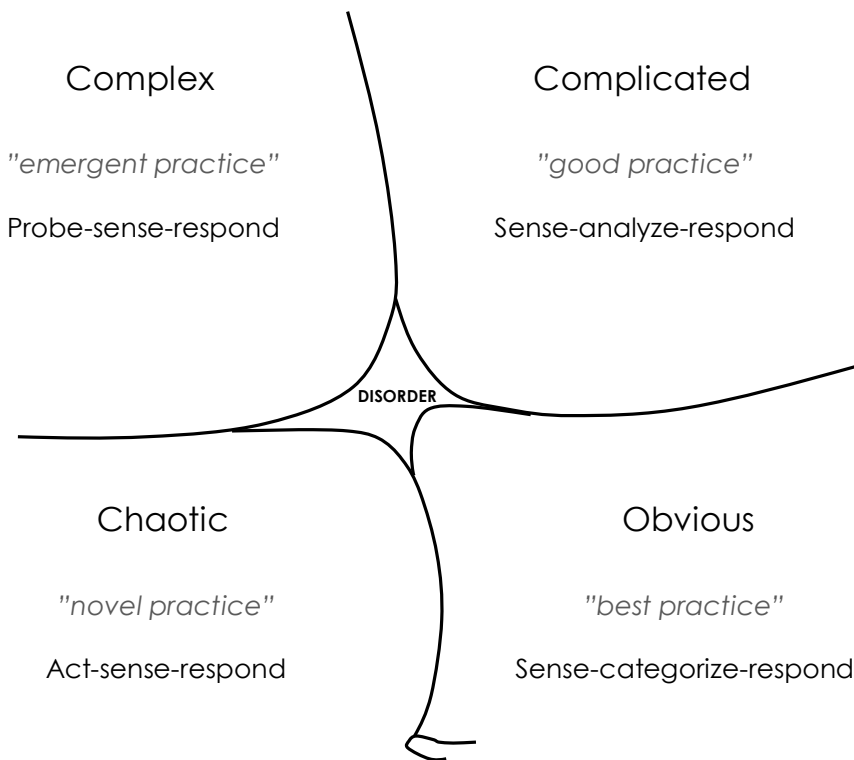 Complex
”emergent practice”
Probe-sense-respond
Complicated
”good practice”
Sense-analyze-respond
DISORDER
Chaotic
”novel practice”
Act-sense-respond
Obvious
”best practice”
Sense-categorize-respond